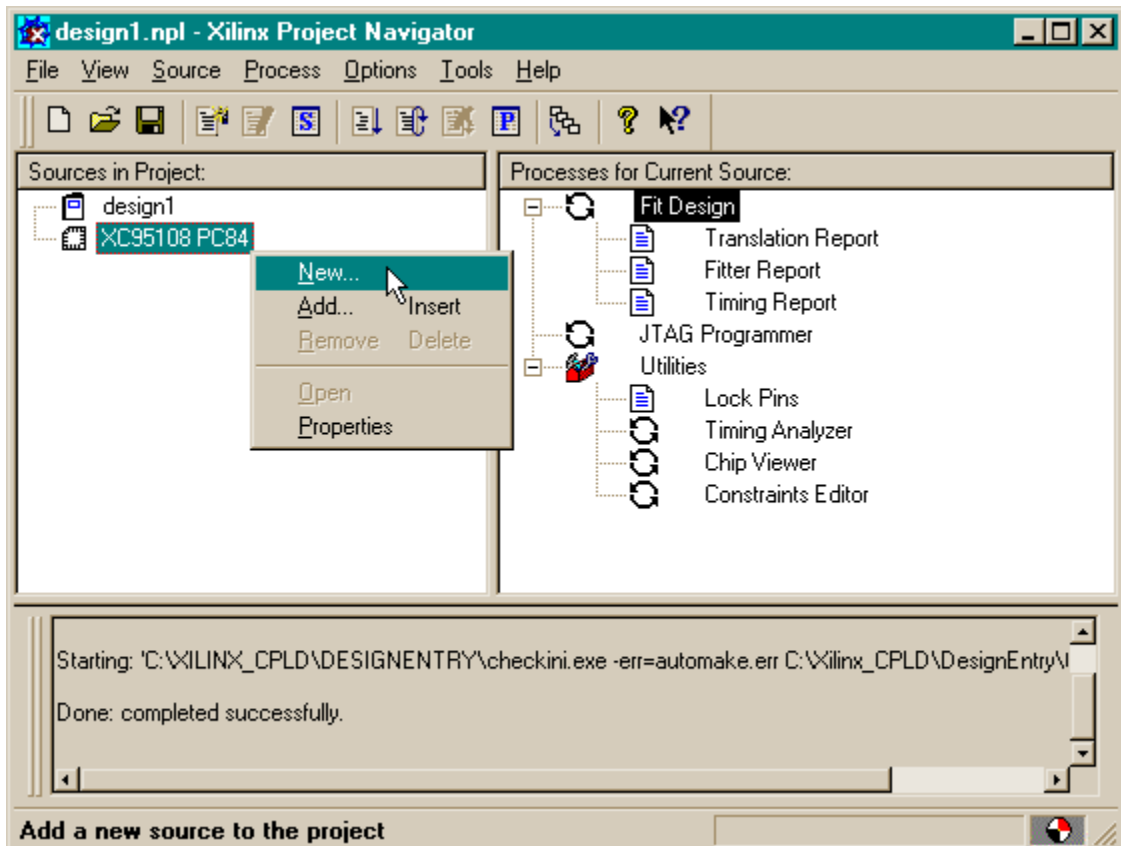 design1.npl - Xilinx Project Navigator
File View Source Process Options Tools Help
Sources in Project:
design1
XC95108 PC84
New...
Add... Insert
Remove Delete
Open
Properties
Processes for Current Source:
Fit Design
Translation Report
Fitter Report
Timing Report
JTAG Programmer
Utilities
Lock Pins
Timing Analyzer
Chip Viewer
Constraints Editor
Starting: 'C:\XILINX_CPLD\DESIGNENTRY\checkini.exe -err=automake.err C:\Xilinx_CPLD\DesignEntry\
Done: completed successfully.
Add a new source to the project